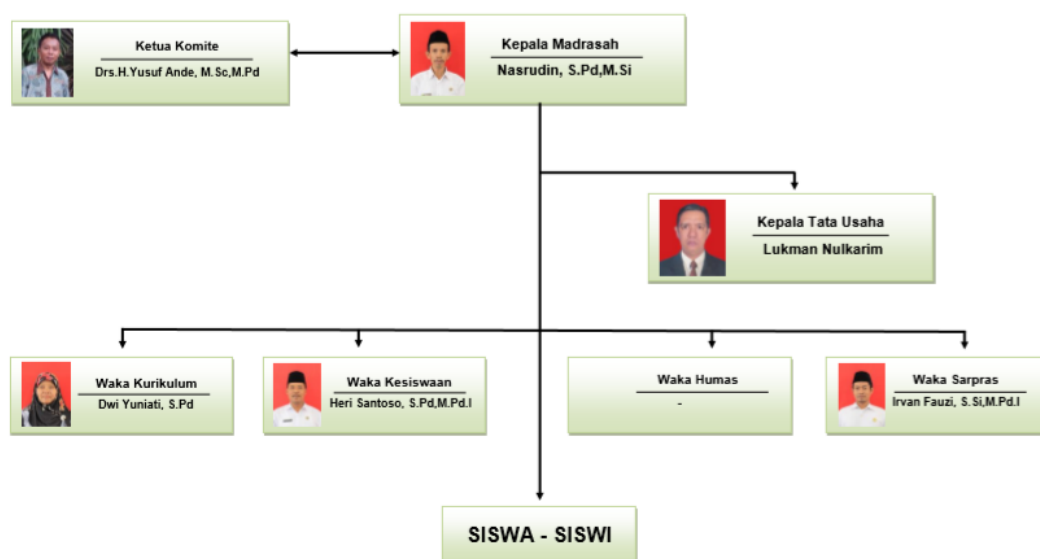 Ketua Komite
Drs.H.Yusuf Ande, M.Sc,M.Pd
Kepala Madrasah
Nasrudin, S.Pd,M.Si
Kepala Tata Usaha
Lukman Nulkarim
Waka Kurikulum
Dwi Yuniati, S.Pd
Waka Kesiswaan
Heri Santoso, S.Pd,M.Pd.I
Waka Humas
-
Waka Sarpras
Irvan Fauzi, S.Si,M.Pd.I
SISWA - SISWI